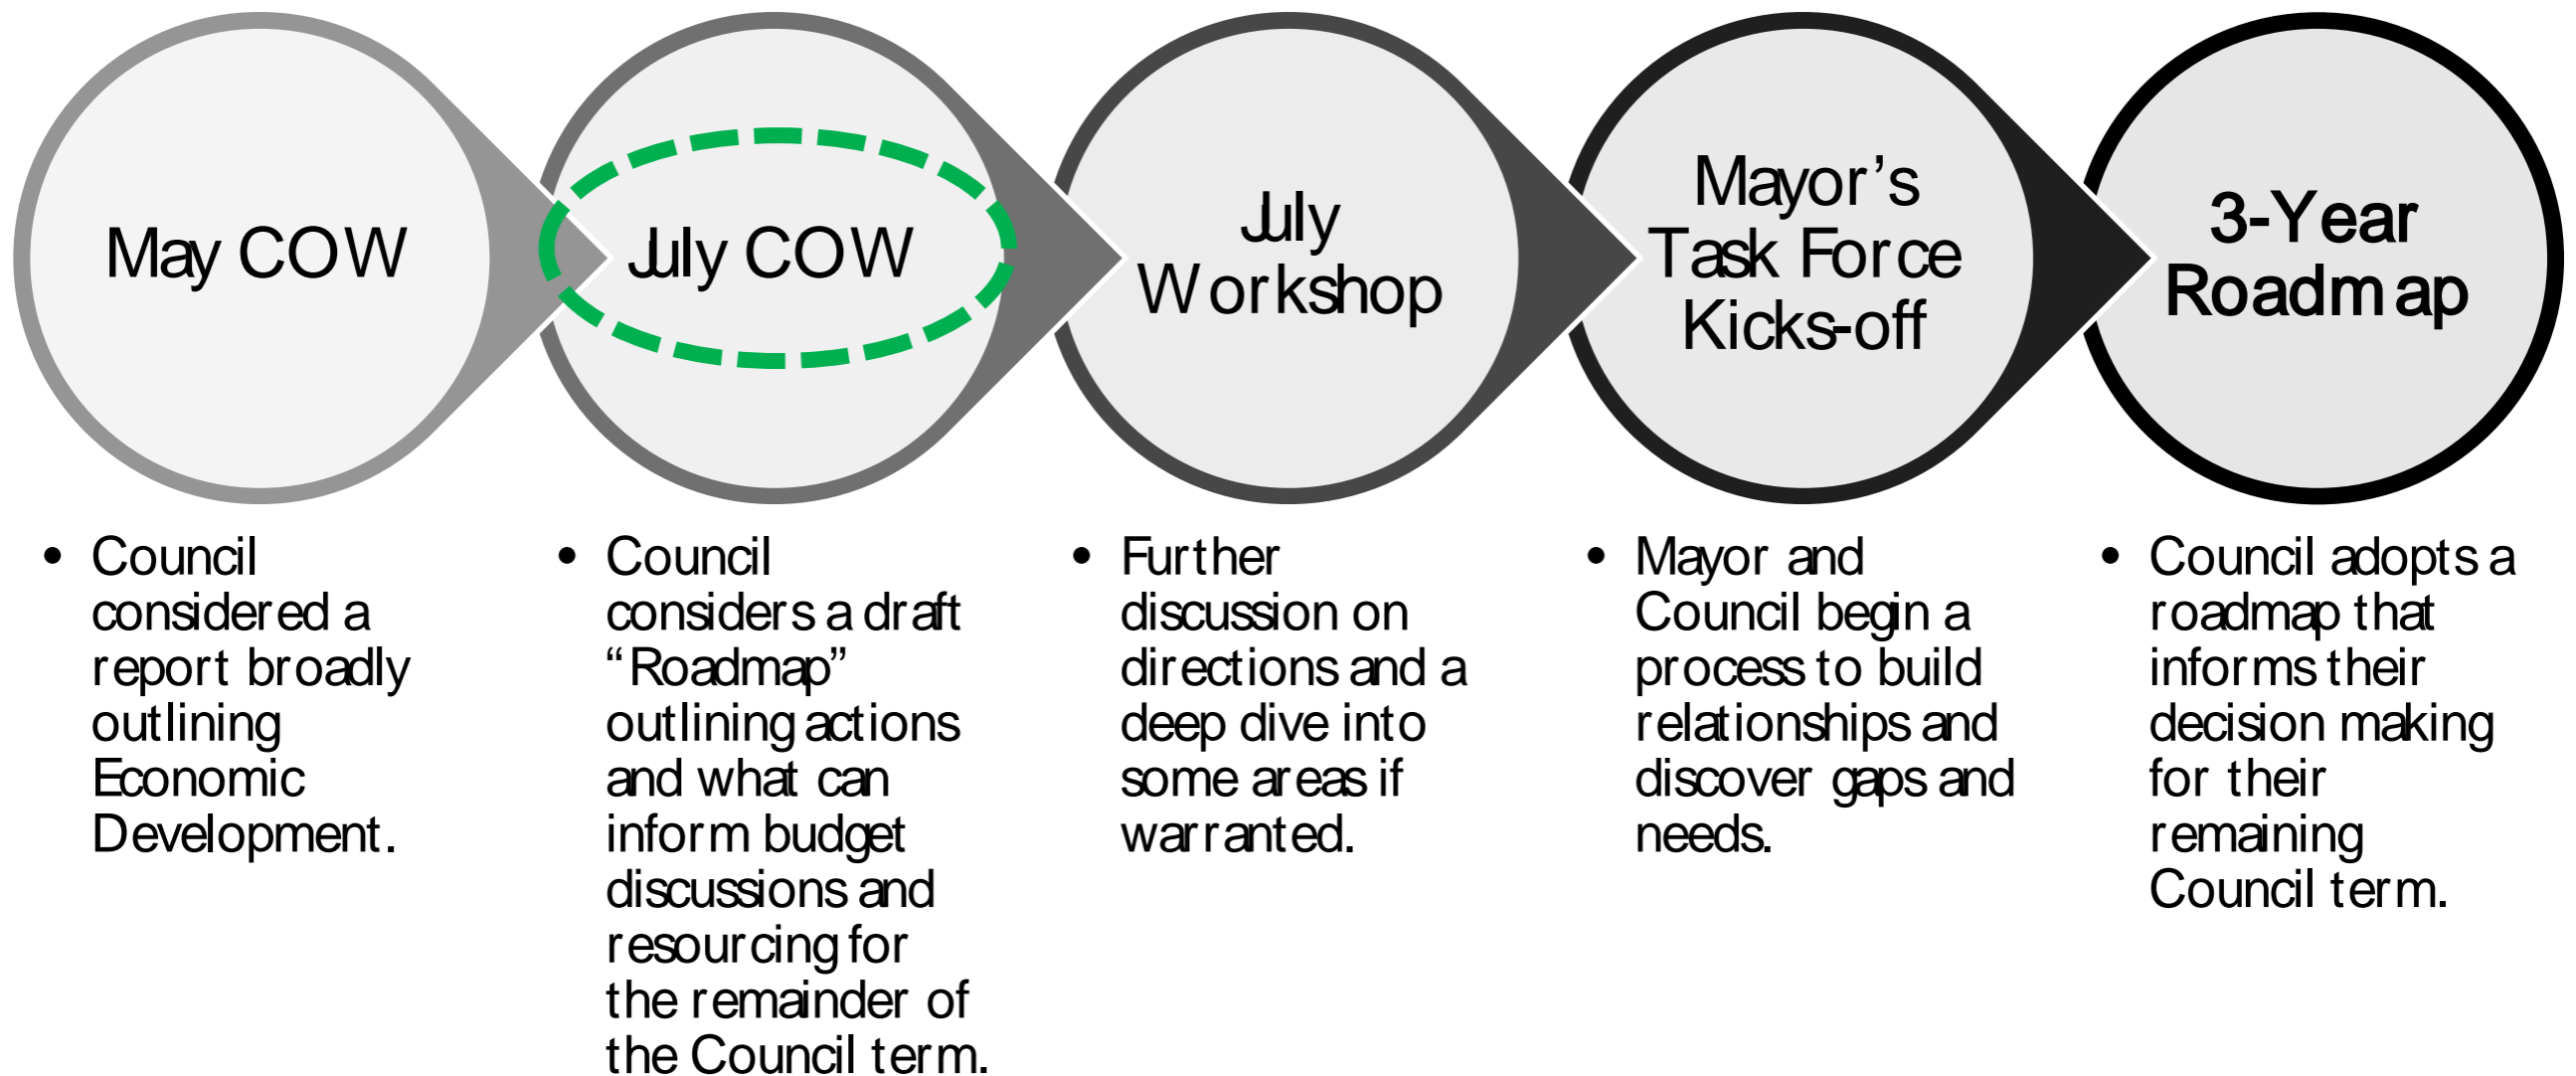 May COW
July COW
July
Workshop
Mayor’s
Task Force
Kicks-off
3-Year
Roadmap
• Council
considered a
report broadly
outlining
Economic
Development.
• Council
considers a draft
“Roadmap”
outlining actions
and what can
inform budget
discussions and
resourcing for
the remainder of
the Council term.
• Further
discussion on
directions and a
deep dive into
some areas if
warranted.
• Mayor and
Council begin a
process to build
relationships and
discover gaps and
needs.
• Council adopts a
roadmap that
informs their
decision making
for their
remaining
Council term.